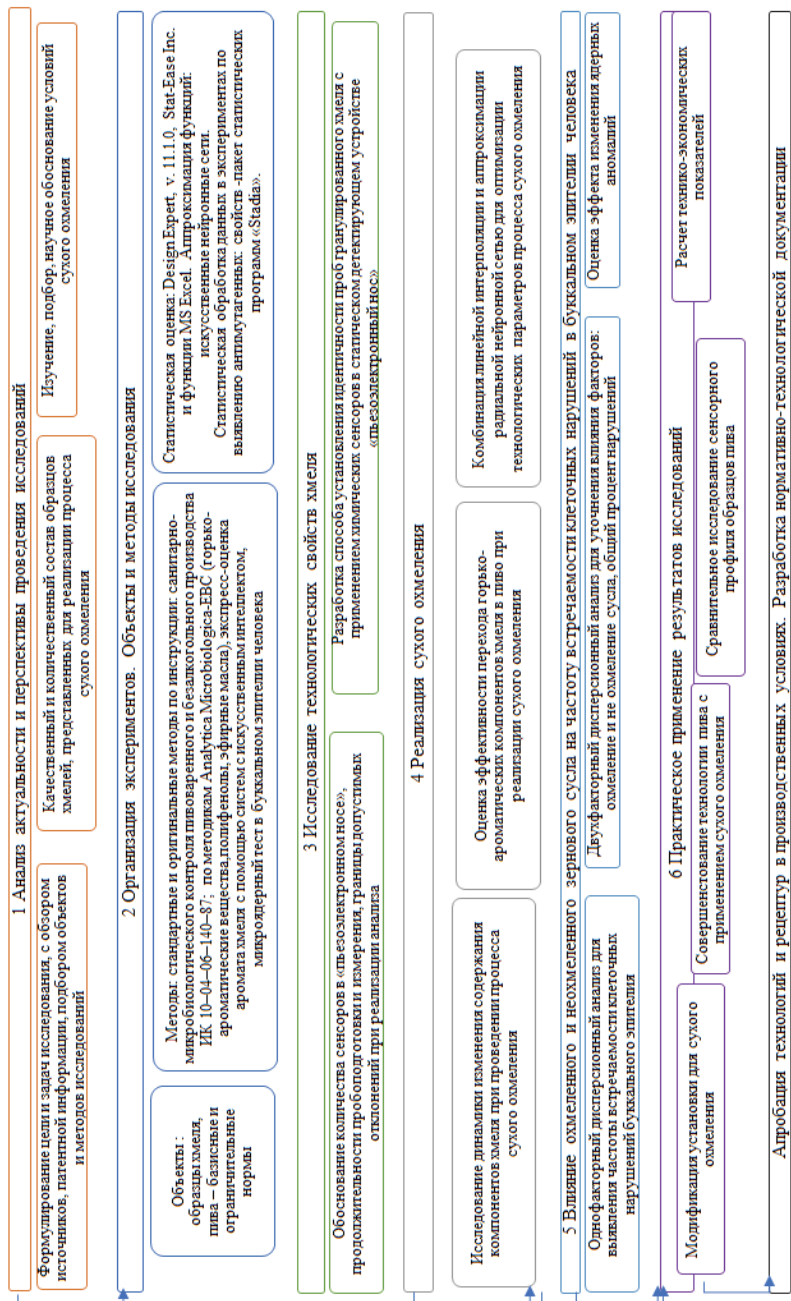 1 Анализ актуальности и перспективы проведения исследований
Формулирование цели и задач исследования, с обзором
источников, патентной информации, подбором объектов
и методов исследований
Качественный и количественный состав образцов
хмелей, представленных для реализации процесса
сухого охмеления
Изучение, подбор, научное обоснование условий
сухого охмеления
2 Организация экспериментов. Объекты и методы исследования
Объекты :
образцы хмеля,
пива – базисные и
ограничительные
нормы
Методы: стандартные и оригинальные методы по инструкции: санитарно-
микробиологического контроля пивоваренного и безалкогольного производства
ИК 10–04–06–140–87; по методикам Analytica Microbiologica-EBC (горько-
ароматические вещества,полифенолы, эфирные масла), экспресс-оценка
аромата хмеля с помощью систем с искусственным интеллектом,
микроядерный тест в буккальном эпителии человека
Статистическая оценка: Design Expert, v. 11.1.0, Stat-Ease Inc.
и функции MS Excel. Аппроксимация функций:
искусственные нейронные сети.
Статистическая обработка данных в экспериментах по
выявлению антимутагенных: свойств -пакет статистических
программ «Stadia».
3 Исследование технологических свойств хмеля
Обоснование количества сенсоров в «пьезоэлектронном носе»,
продолжительности пробоподготовки и измерения, границы допустимых
отклонений при реализации анализа
Разработка способа установления идентичности проб гранулированного хмеля с
применением химических сенсоров в статическом детектирующем устройстве
«пьезоэлектронный нос»
4 Реализация сухого охмеления
Исследование динамики изменения содержания
компонентов хмеля при проведении процесса
сухого охмеления
Оценка эффективности перехода горько-
ароматических компонентов хмеля в пиво при
реализации сухого охмеления
Комбинация линейной интерполяции и аппроксимации
радиальной нейронной сетью для оптимизации
технологических параметров процесса сухого охмеления
5 Влияние охмеленного и неохмеленного зернового сусла на частоту встречаемости клеточных нарушений в буккальном эпителии человека
Однофакторный дисперсионный анализ для
выявления частоты встречаемости клеточных
нарушений буккального эпителия
Двухфакторный дисперсионный анализ для уточнения влияния факторов:
охмеление и не охмеление сусла, общий процент нарушений
Оценка эффекта изменения ядерных
аномалий
6 Практическое применение результатов исследований
Модификация установки для сухого
охмеления
Совершенстование технологии пива с
применением сухого охмеления
Сравнительное исследование сенсорного
профиля образцов пива
Расчет технико-экономических
показателей
Апробация технологий и рецептур в производственных условиях. Разработка нормативно-технологической документации